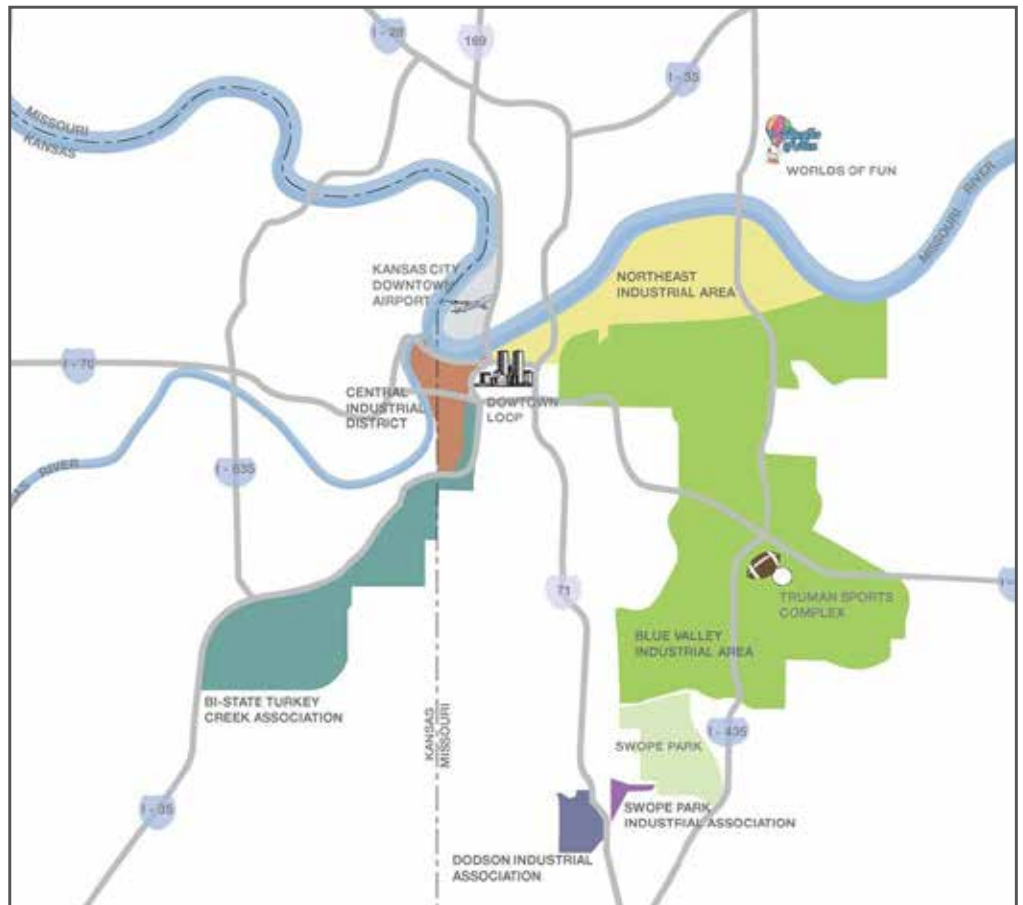 I - 29
169
I - 35
MISSOURI
KANSAS
WORLDS OF FUN
MISSOURI RIVER
KANSAS CITY
DOWNTOWN
AIRPORT
NORTHEAST
INDUSTRIAL AREA
I - 70
CENTRAL
INDUSTRIAL
DISTRICT
DOWTOWN
LOOP
RIVER
I - 635
71
TRUMAN SPORTS
COMPLEX
BLUE VALLEY
INDUSTRIAL AREA
BI-STATE TURKEY
CREEK ASSOCIATION
KANSAS
MISSOURI
I - 435
SWOPE PARK
I - 35
SWOPE PARK
INDUSTRIAL ASSOCIATION
DODSON INDUSTRIAL
ASSOCIATION